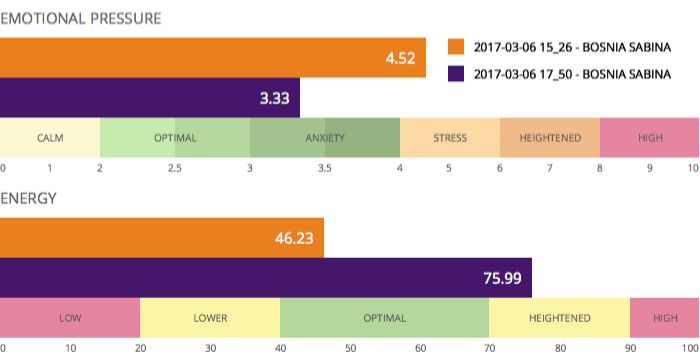 EMOTIONAL PRESSURE
4.52
2017-03-06 15_26 - BOSNIA SABINA
3.33
2017-03-06 17_50 - BOSNIA SABINA
CALM OPTIMAL ANXIETY STRESS HEIGHTENED HIGH
0 1 2 2.5 3 3.5 4 5 6 7 8 9 10
ENERGY
46.23
75.99
LOW LOWER OPTIMAL HEIGHTENED HIGH
0 10 20 30 40 50 60 70 80 90 100